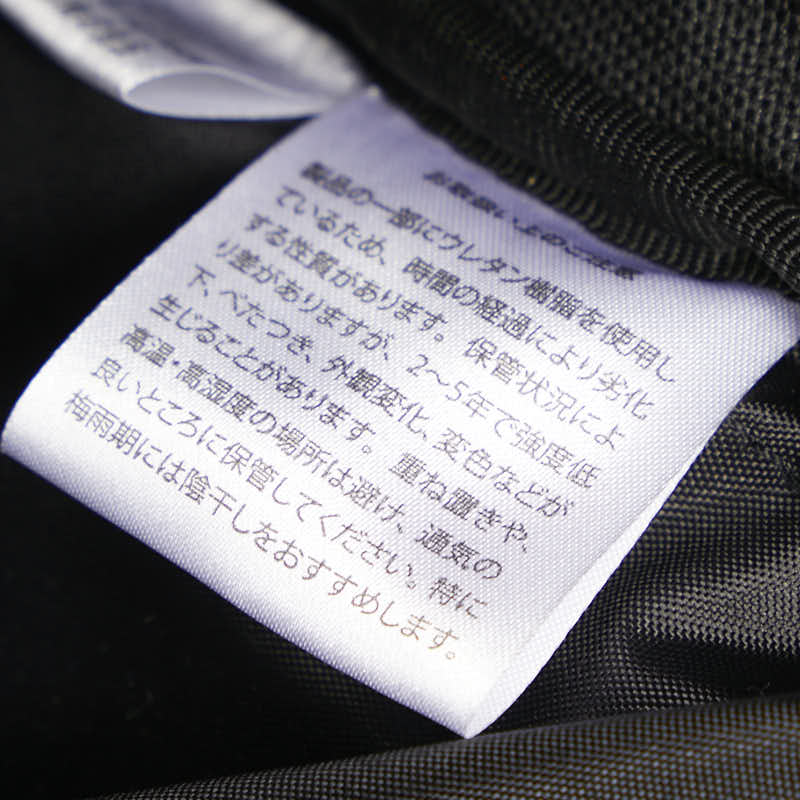 お取扱い上のご注意
製品の一部にウレタン樹脂を使用し
ているため、時間の経過により劣化
する性質があります。保管状況によ
り差がありますが、2～5年で強度低
下、べたつき、外観変化、変色などが
生じることがあります。重ね置きや、
高温・高湿度の場所は避け、通気の
良いところに保管してください。特に
梅雨期には陰干しをおすすめします。